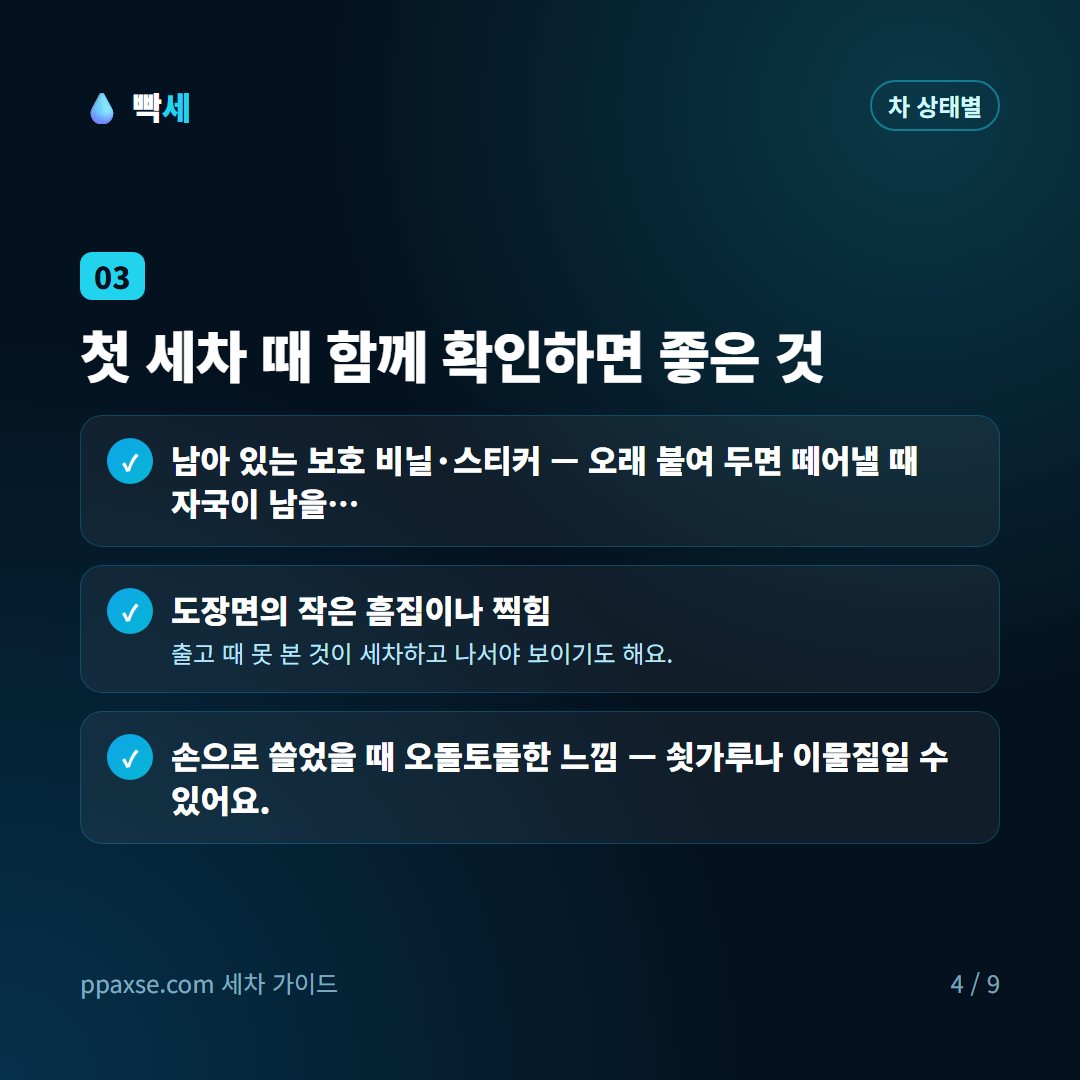 빡세
차 상태별
03
첫 세차 때 함께 확인하면 좋은 것
✓ 남아 있는 보호 비닐·스티커 — 오래 붙여 두면 떼어낼 때
자국이 남을…
✓ 도장면의 작은 흠집이나 찍힘
출고 때 못 본 것이 세차하고 나서야 보이기도 해요.
✓ 손으로 쓸었을 때 오돌토돌한 느낌 — 쇳가루나 이물질일 수
있어요.
ppaxse.com 세차 가이드
4 / 9